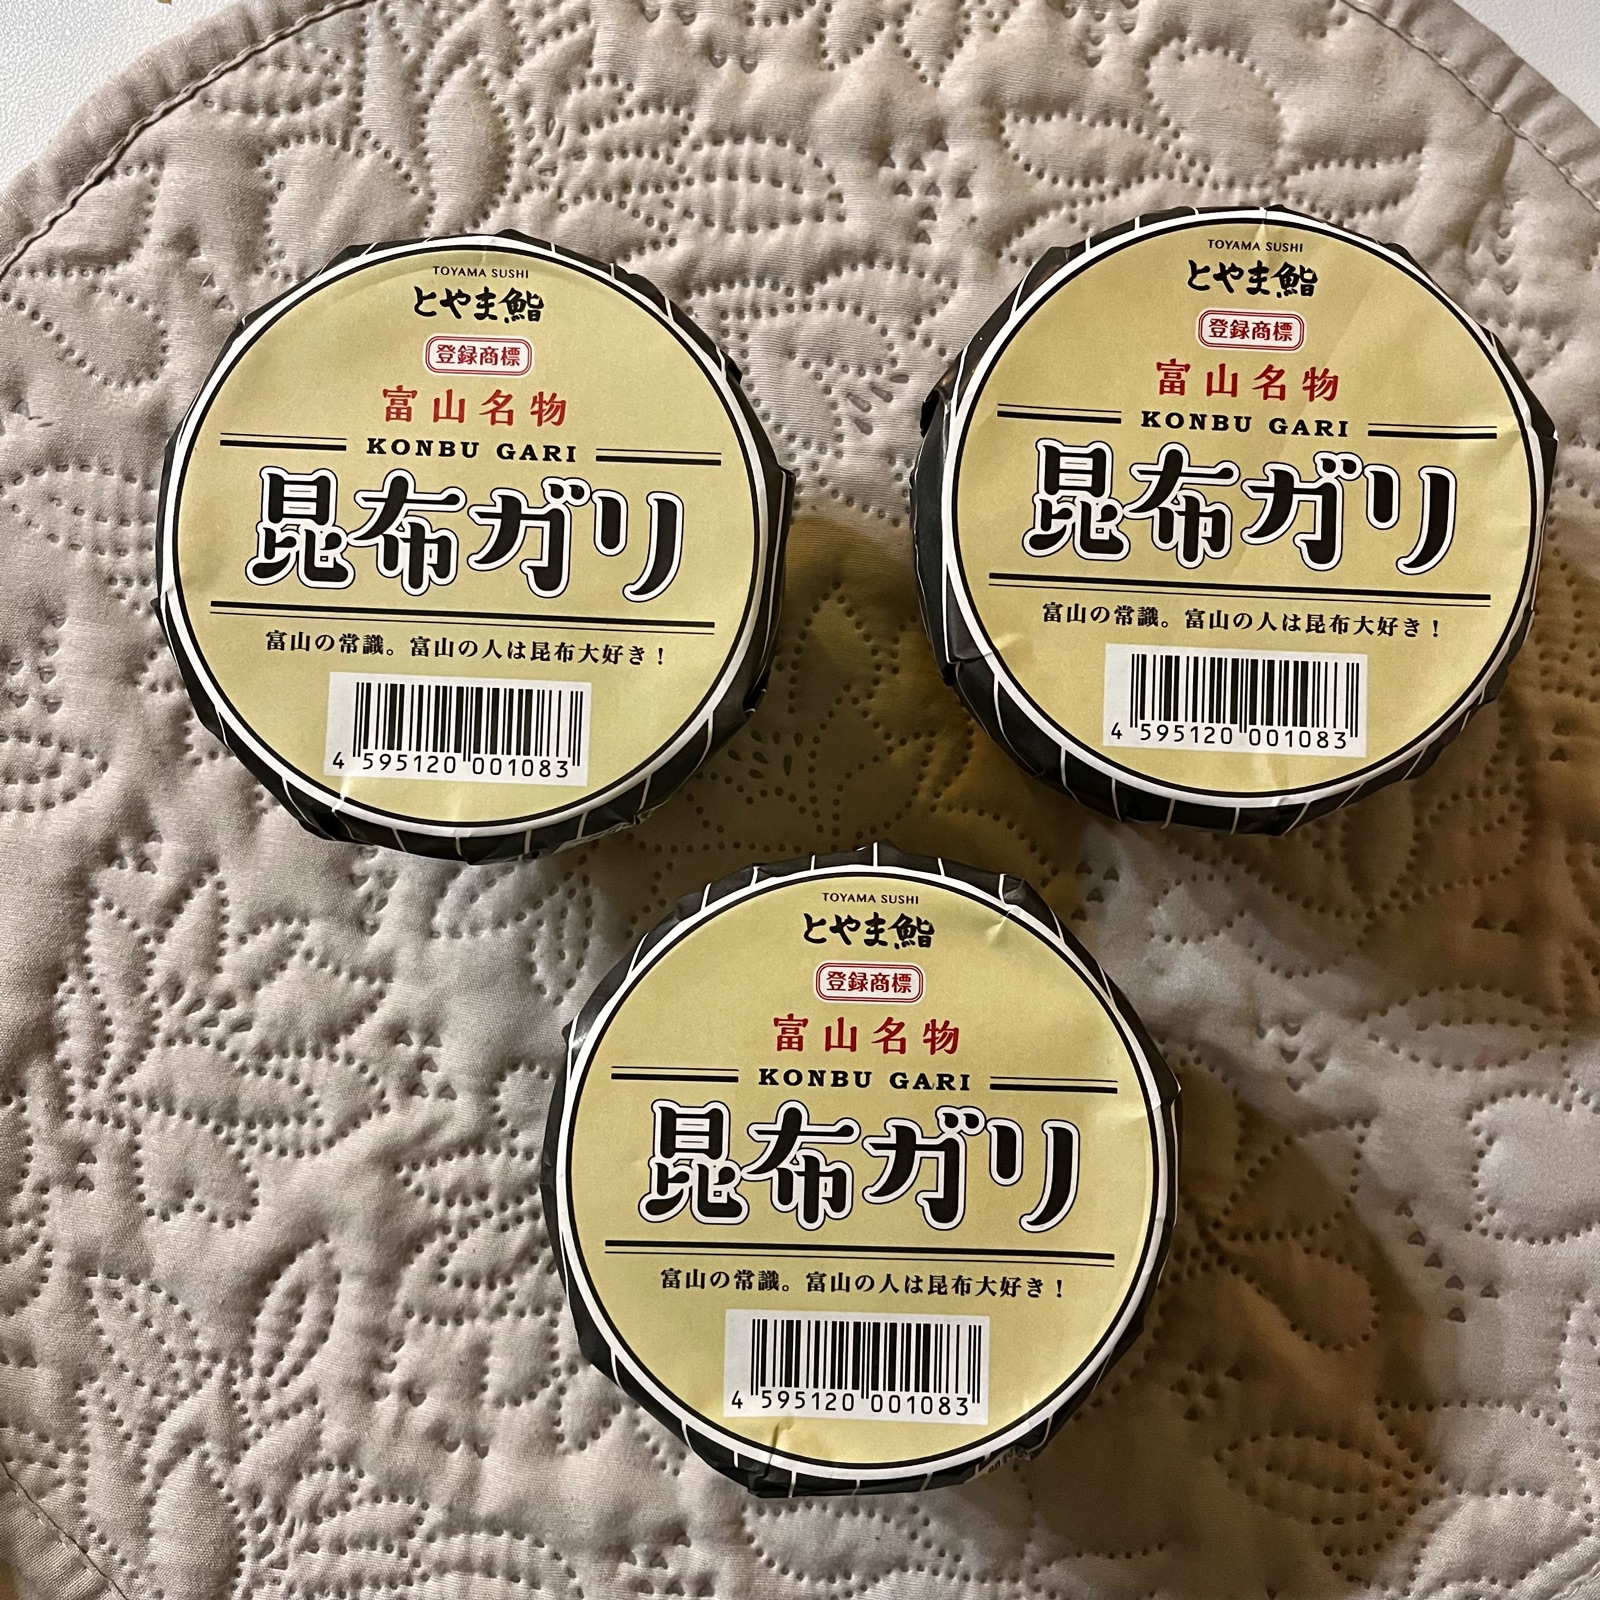 TOYAMA SUSHI
とやま鮨
登録商標
富山名物
KONBU GARI
昆布ガリ
富山の常識。富山の人は昆布大好き!
4 595120 001083
TOYAMA SUSHI
とやま鮨
登録商標
富山名物
KONBU GARI
昆布ガリ
富山の常識。富山の人は昆布大好き!
4 595120 001083
TOYAMA SUSHI
とやま鮨
登録商標
富山名物
KONBU GARI
昆布ガリ
富山の常識。富山の人は昆布大好き!
4 595120 001083